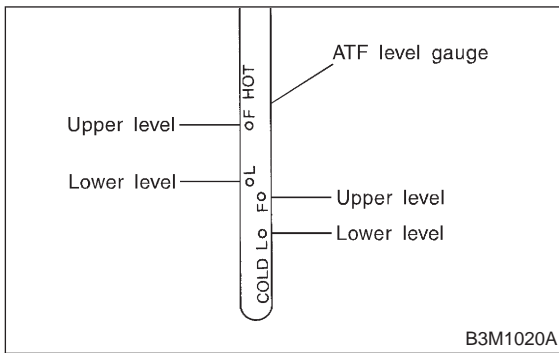 ATF level gauge
F HOT
Upper level
L
Lower level
F
Upper level
COLD L
Lower level
B3M1020A